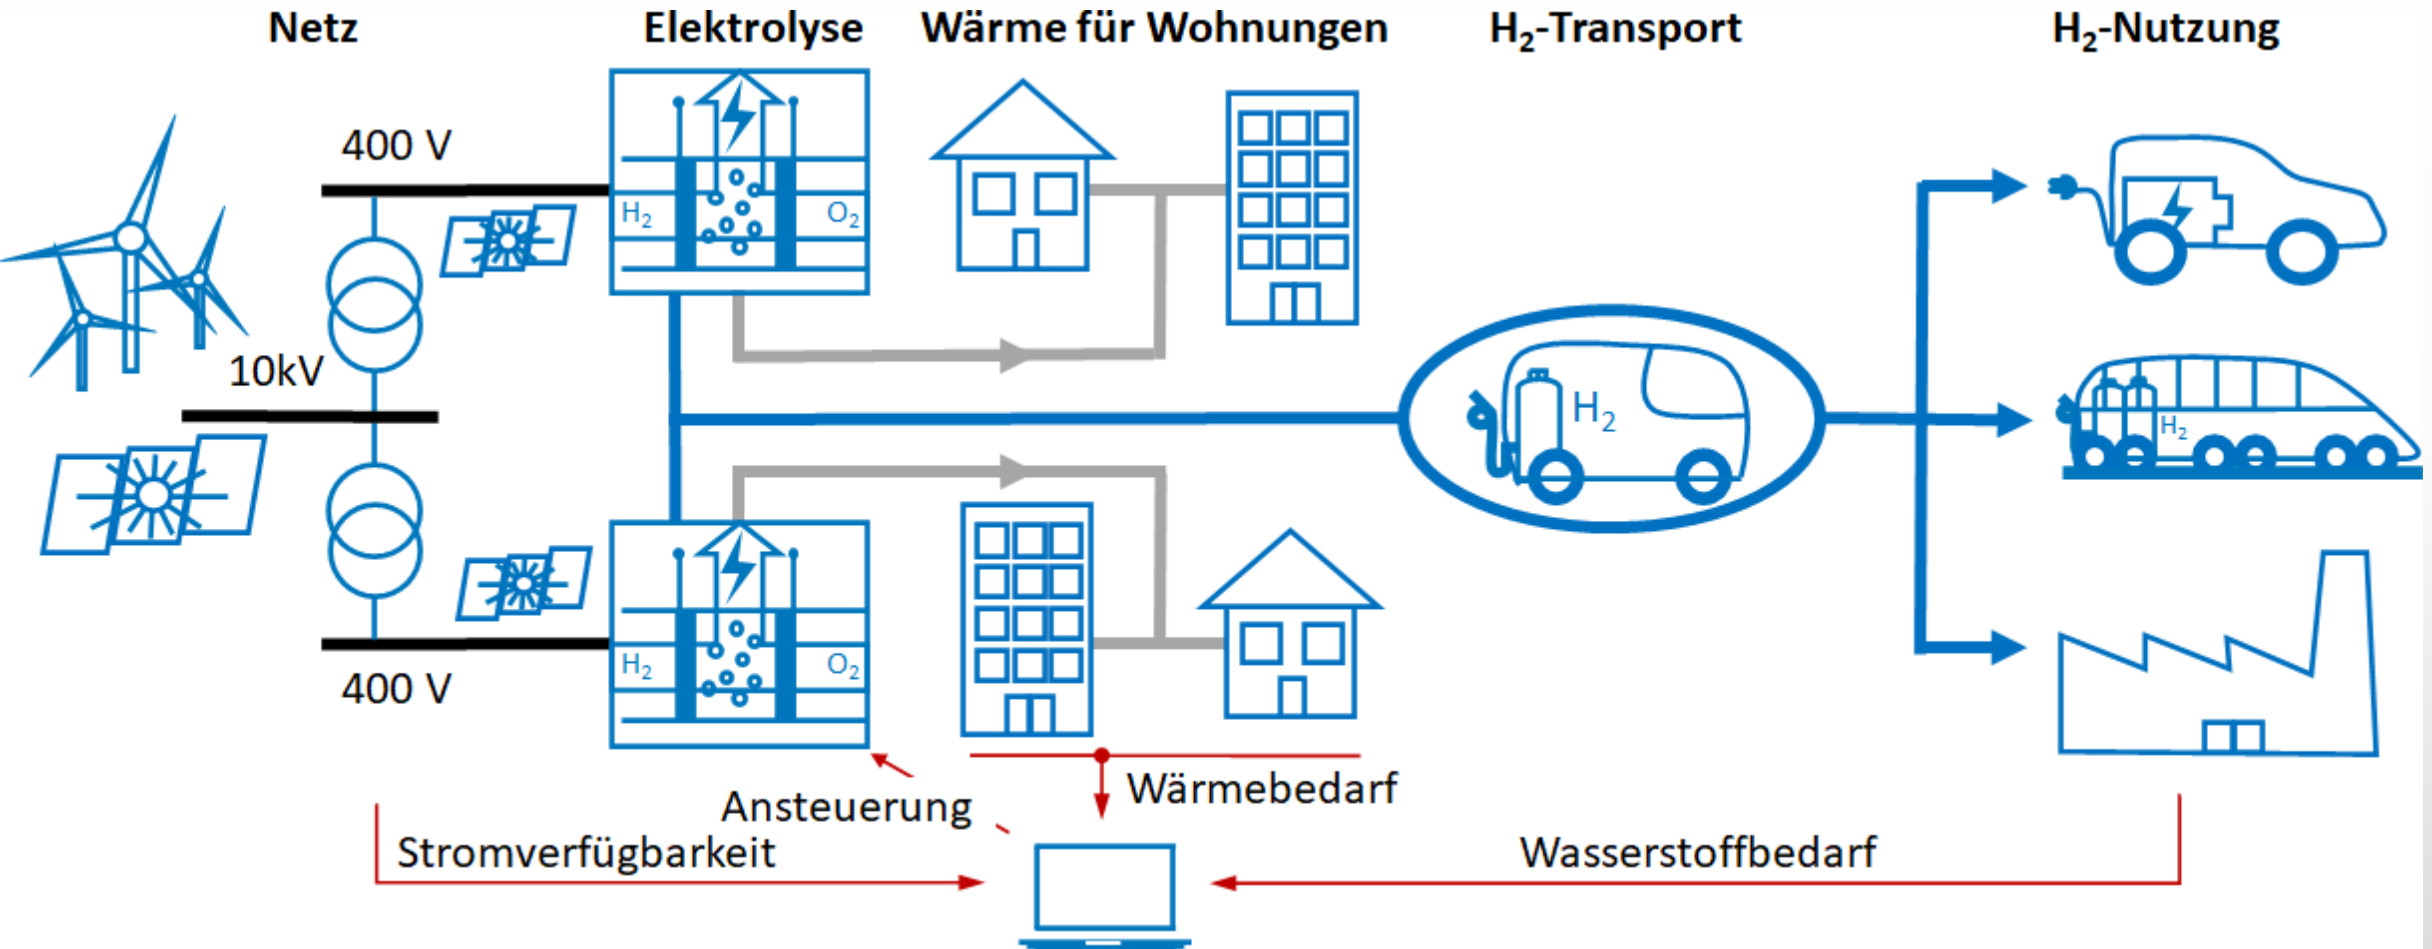 Netz
Elektrolyse
Wärme für Wohnungen
H₂-Transport
H₂-Nutzung
400 V
H₂
O₂
10kV
H₂
H₂
400 V
H₂
O₂
Wärmebedarf
Ansteuerung
Stromverfügbarkeit
Wasserstoffbedarf